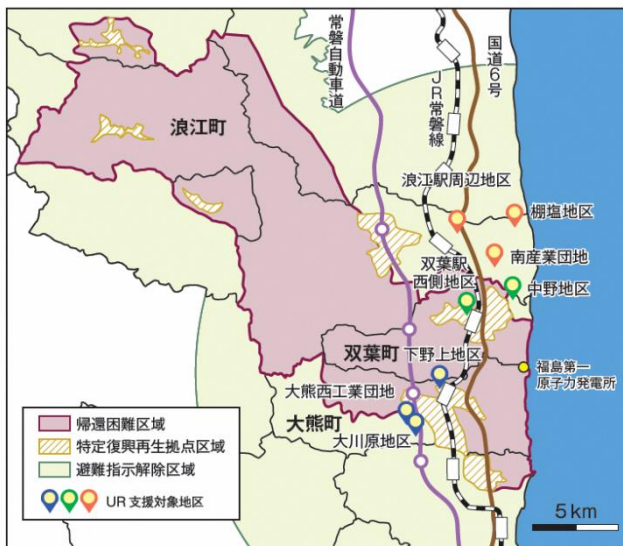 常磐自動車道
JR常磐線
国道6号
浪江町
浪江駅周辺地区
棚塩地区
南産業団地
双葉駅
西側地区
中野地区
双葉町
下野上地区
福島第一
原子力発電所
大熊西工業団地
大熊町
大川原地区
帰還困難区域
特定復興再生拠点区域
避難指示解除区域
UR支援対象地区
5km